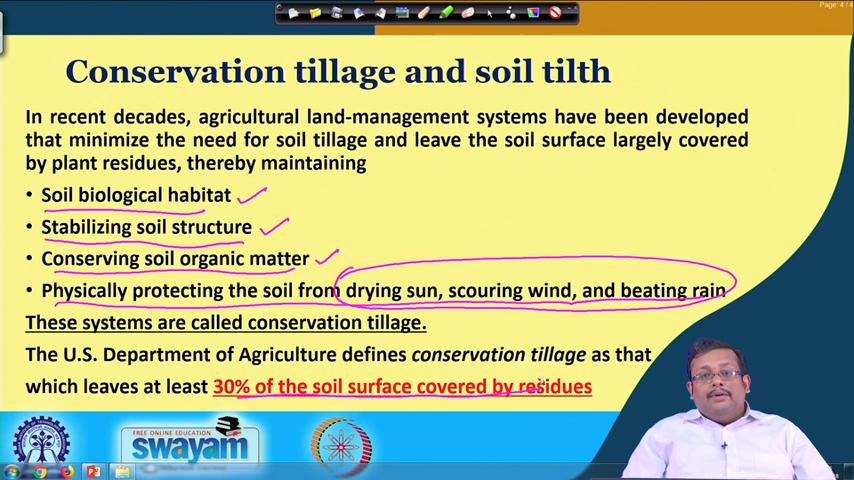 Page: 4 / 4
Conservation tillage and soil tilth
In recent decades, agricultural land-management systems have been developed
that minimize the need for soil tillage and leave the soil surface largely covered
by plant residues, thereby maintaining
• Soil biological habitat
• Stabilizing soil structure
• Conserving soil organic matter
• Physically protecting the soil from drying sun, scouring wind, and beating rain
These systems are called conservation tillage.
The U.S. Department of Agriculture defines conservation tillage as that
which leaves at least 30% of the soil surface covered by residues
FREE ONLINE EDUCATION
swayam